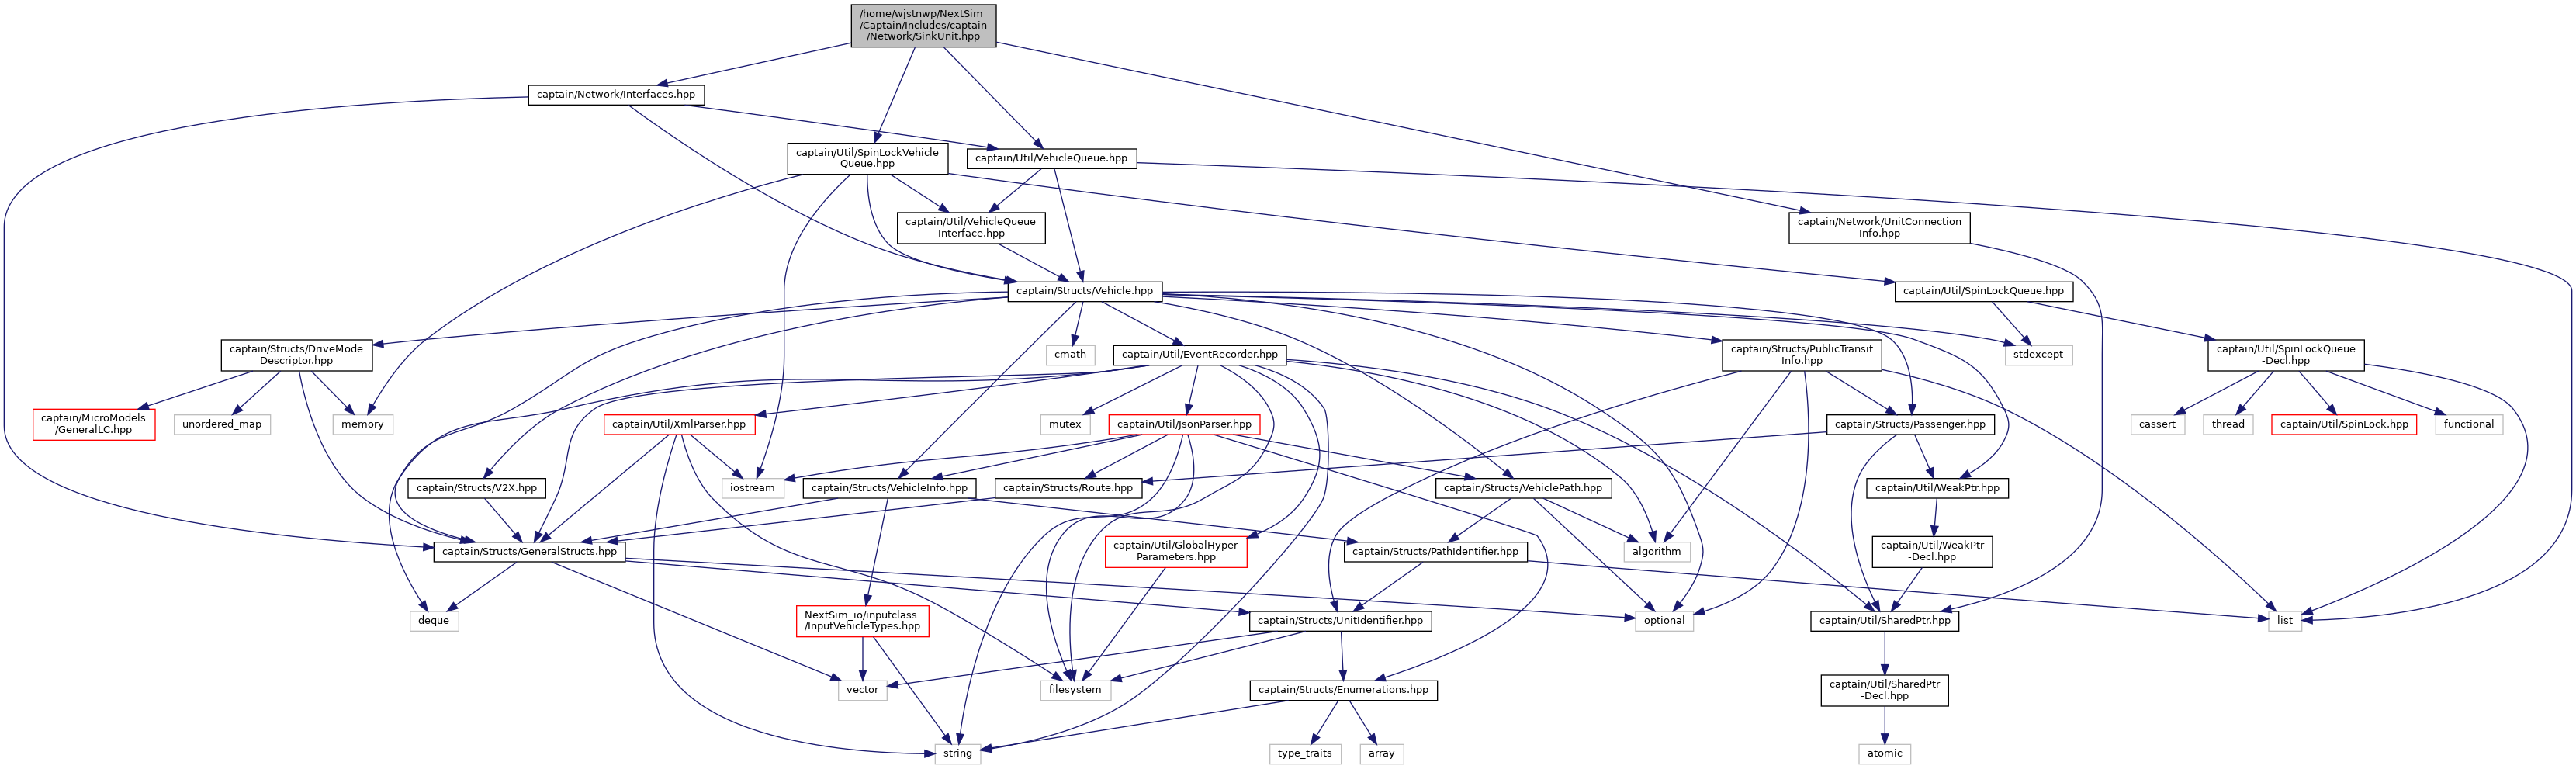 /home/wjstnwp/NextSim
/Captain/Includes/captain
/Network/SinkUnit.hpp
captain/Network/Interfaces.hpp
captain/Util/SpinLockVehicle
Queue.hpp
captain/Util/VehicleQueue.hpp
captain/Util/VehicleQueue
Interface.hpp
captain/Network/UnitConnection
Info.hpp
captain/Structs/Vehicle.hpp
captain/Util/SpinLockQueue.hpp
captain/Structs/DriveMode
Descriptor.hpp
cmath
captain/Util/EventRecorder.hpp
captain/Structs/PublicTransit
Info.hpp
stdexcept
captain/Util/SpinLockQueue
-Decl.hpp
captain/MicroModels
/GeneralLC.hpp
unordered_map
memory
captain/Util/XmlParser.hpp
mutex
captain/Util/JsonParser.hpp
captain/Structs/Passenger.hpp
cassert
thread
captain/Util/SpinLock.hpp
functional
captain/Structs/V2X.hpp
iostream
captain/Structs/VehicleInfo.hpp
captain/Structs/Route.hpp
captain/Structs/VehiclePath.hpp
captain/Util/WeakPtr.hpp
captain/Structs/GeneralStructs.hpp
captain/Util/GlobalHyper
Parameters.hpp
captain/Structs/PathIdentifier.hpp
algorithm
captain/Util/WeakPtr
-Decl.hpp
deque
NextSim_io/inputclass
/InputVehicleTypes.hpp
captain/Structs/UnitIdentifier.hpp
optional
captain/Util/SharedPtr.hpp
list
vector
filesystem
captain/Structs/Enumerations.hpp
captain/Util/SharedPtr
-Decl.hpp
string
type_traits
array
atomic